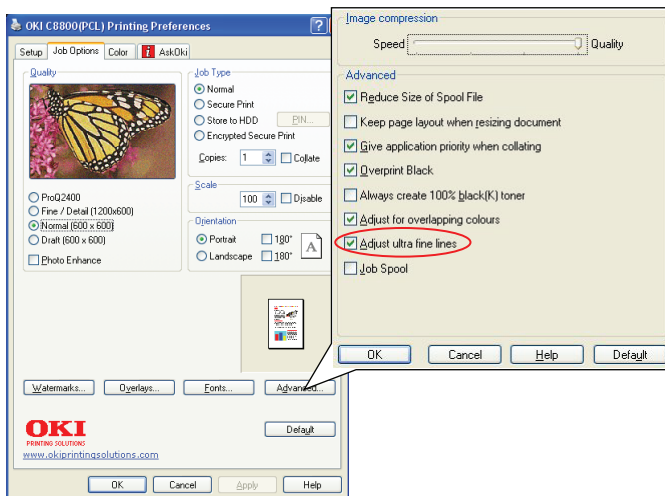 OKI C8800(PCL) Printing Preferences
Setup Job Options Color AskOki
Quality
ProQ2400
Fine / Detail (1200x600)
Normal (600 x 600)
Draft (600 x 600)
Photo Enhance
Job Type
Normal
Secure Print
Store to HDD PIN...
Encrypted Secure Print
Copies: 1 Collate
Scale
100 Disable
Orientation
Portrait 180°
Landscape 180°
A
Watermarks... Overlays... Fonts... Advanced...
OKI
PRINTING SOLUTIONS
www.okiprintingsolutions.com
Default
OK Cancel Apply Help
Image compression
Speed Quality
Advanced
Reduce Size of Spool File
Keep page layout when resizing document
Give application priority when collating
Overprint Black
Always create 100% black(K) toner
Adjust for overlapping colours
Adjust ultra fine lines
Job Spool
OK Cancel Help Default